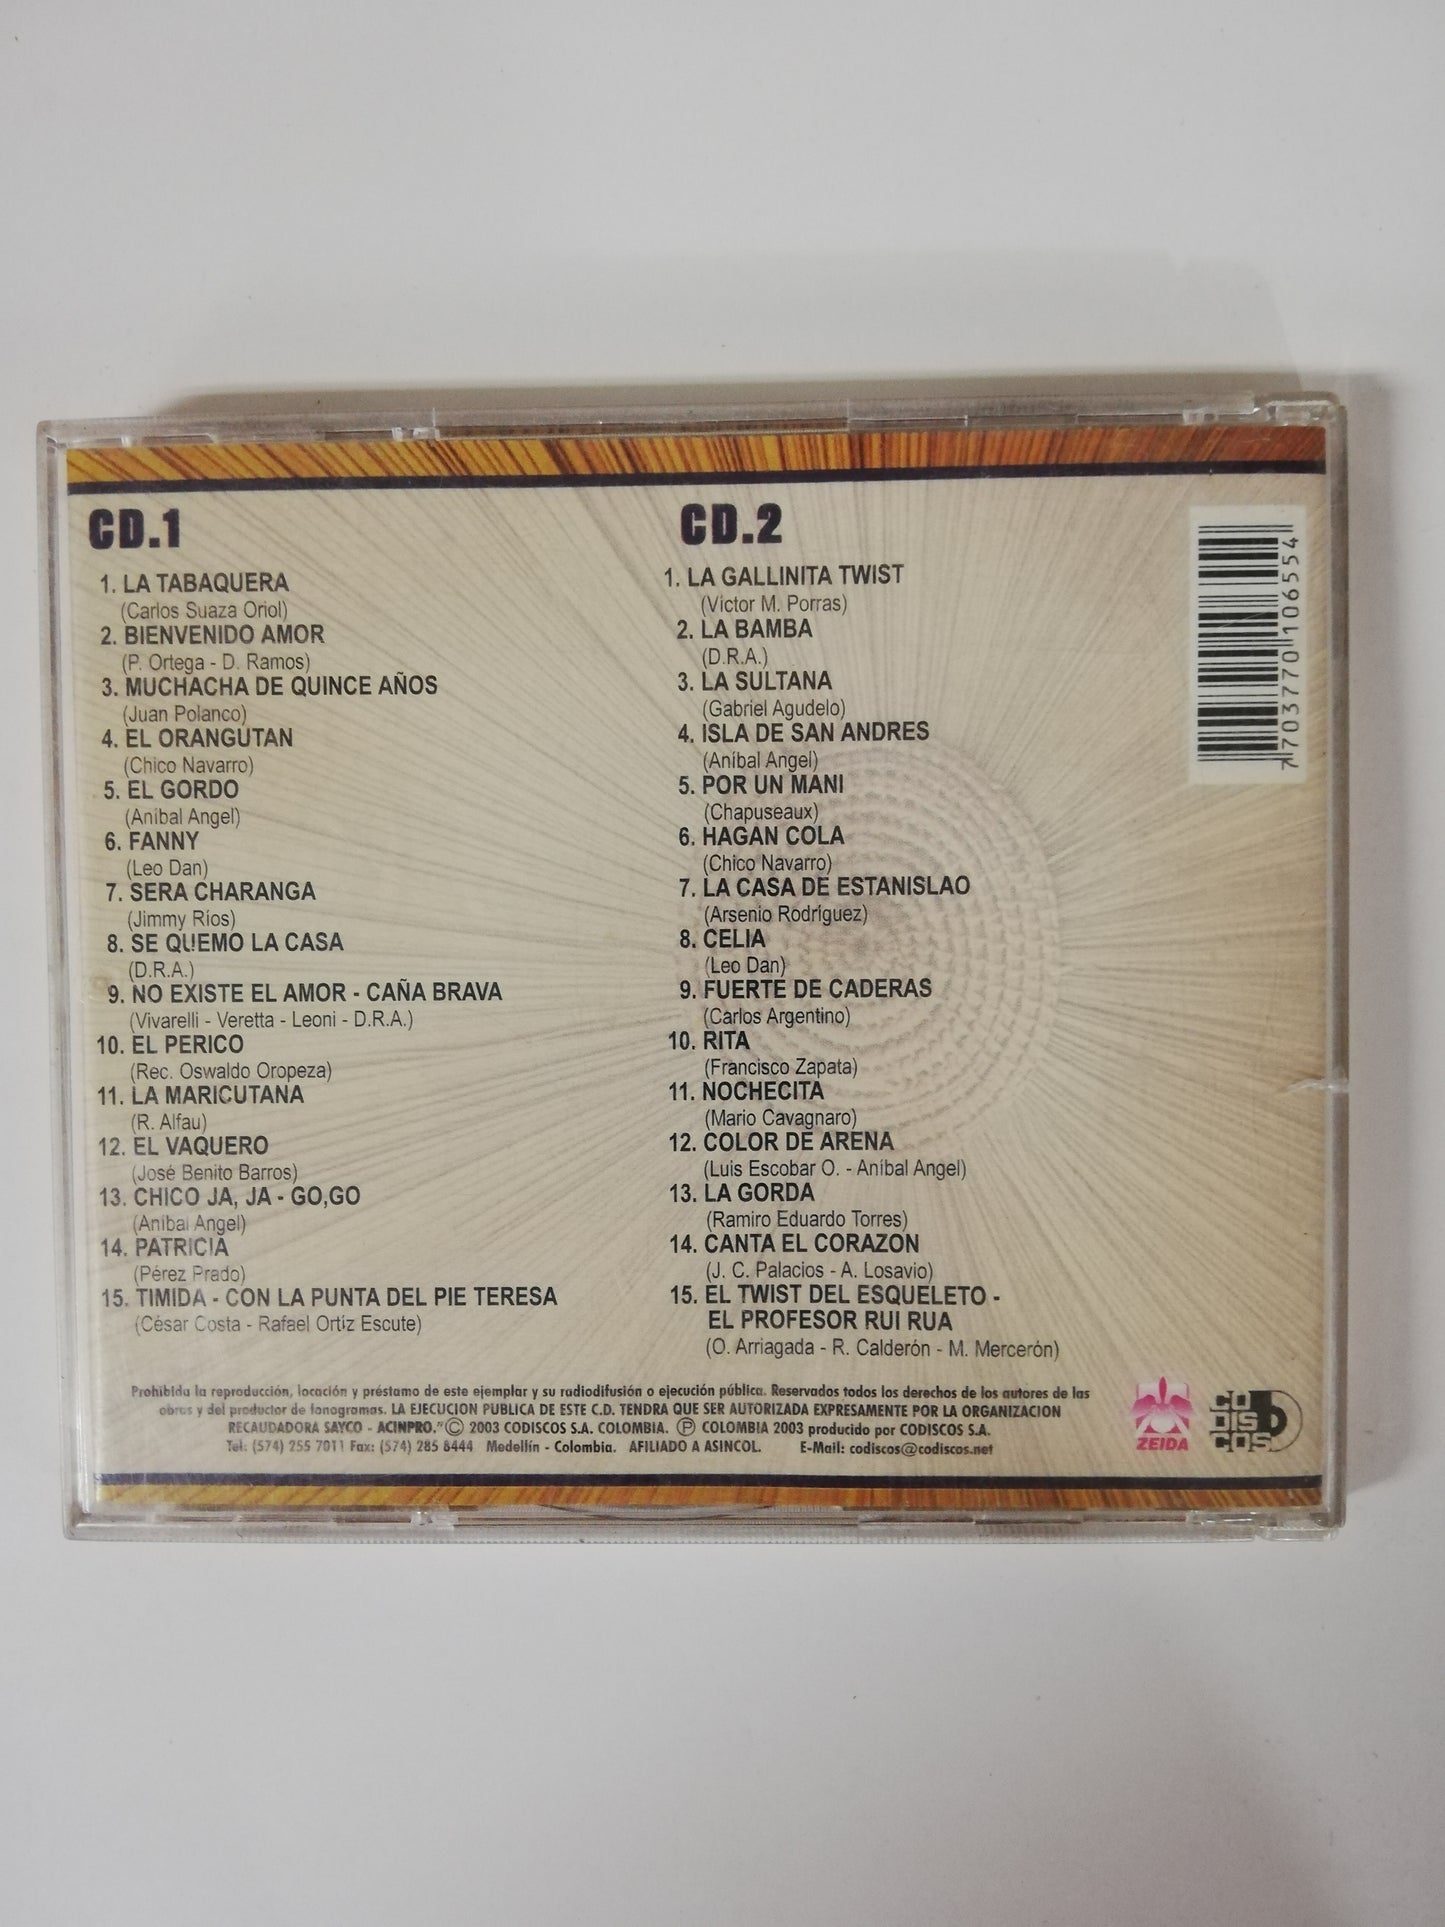 CD.1
1. LA TABAQUERA
(Carlos Suaza Oriol)
2. BIENVENIDO AMOR
(P. Ortega - D. Ramos)
3. MUCHACHA DE QUINCE AÑOS
(Juan Polanco)
4. EL ORANGUTAN
(Chico Navarro)
5. EL GORDO
(Aníbal Angel)
6. FANNY
(Leo Dan)
7. SERA CHARANGA
(Jimmy Ríos)
8. SE QUEMO LA CASA
(D.R.A.)
9. NO EXISTE EL AMOR - CAÑA BRAVA
(Vivarelli - Veretta - Leoni - D.R.A.)
10. EL PERICO
(Rec. Oswaldo Oropeza)
11. LA MARICUTANA
(R. Alfau)
12. EL VAQUERO
(José Benito Barros)
13. CHICO JA, JA - GO,GO
(Aníbal Angel)
14. PATRICIA
(Pérez Prado)
15. TIMIDA - CON LA PUNTA DEL PIE TERESA
(César Costa - Rafael Ortíz Escute)
CD.2
1. LA GALLINITA TWIST
(Víctor M. Porras)
2. LA BAMBA
(D.R.A.)
3. LA SULTANA
(Gabriel Agudelo)
4. ISLA DE SAN ANDRES
(Aníbal Angel)
5. POR UN MANI
(Chapuseaux)
6. HAGAN COLA
(Chico Navarro)
7. LA CASA DE ESTANISLAO
(Arsenio Rodríguez)
8. CELIA
(Leo Dan)
9. FUERTE DE CADERAS
(Carlos Argentino)
10. RITA
(Francisco Zapata)
11. NOCHECITA
(Mario Cavagnaro)
12. COLOR DE ARENA
(Luis Escobar O. - Aníbal Angel)
13. LA GORDA
(Ramiro Eduardo Torres)
14. CANTA EL CORAZON
(J. C. Palacios - A. Losavio)
15. EL TWIST DEL ESQUELETO -
EL PROFESOR RUI RUA
(O. Arriagada - R. Calderón - M. Mercerón)
7703770106554
Prohibida la reproducción, locación y préstamo de este ejemplar y su radiodifusión o ejecución pública. Reservados todos los derechos de los autores de las
obras y del productor de fonogramas. LA EJECUCION PUBLICA DE ESTE C.D. TENDRA QUE SER AUTORIZADA EXPRESAMENTE POR LA ORGANIZACION
RECAUDADORA SAYCO - ACINPRO." © 2003 CODISCOS S.A. COLOMBIA. ℗ COLOMBIA 2003 producido por CODISCOS S.A.
Tel: (574) 255 7011 Fax: (574) 285 8444 Medellín - Colombia. AFILIADO A ASINCOL. E-Mail: codiscos@codiscos.net
ZEIDA
CO
DIS
COS